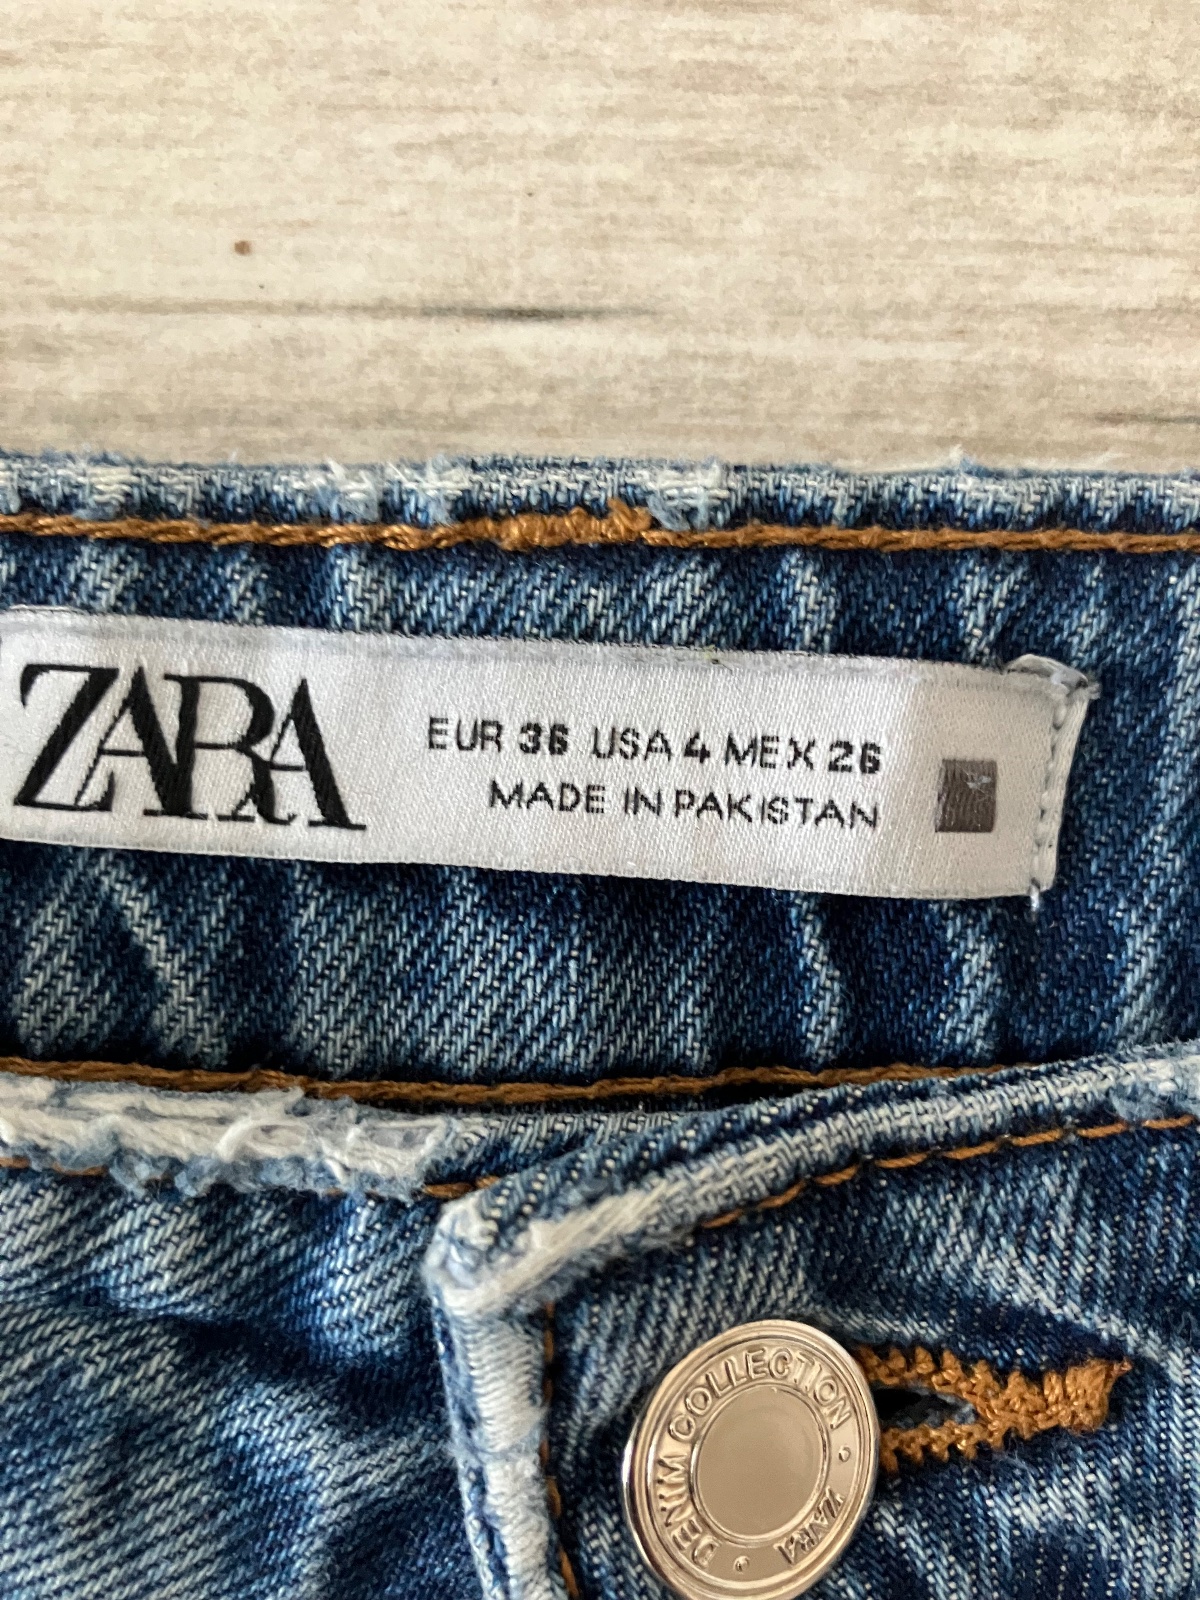 ZARA
EUR 36 USA 4 MEX 26
MADE IN PAKISTAN
DENIM COLLECTION • ZARA •